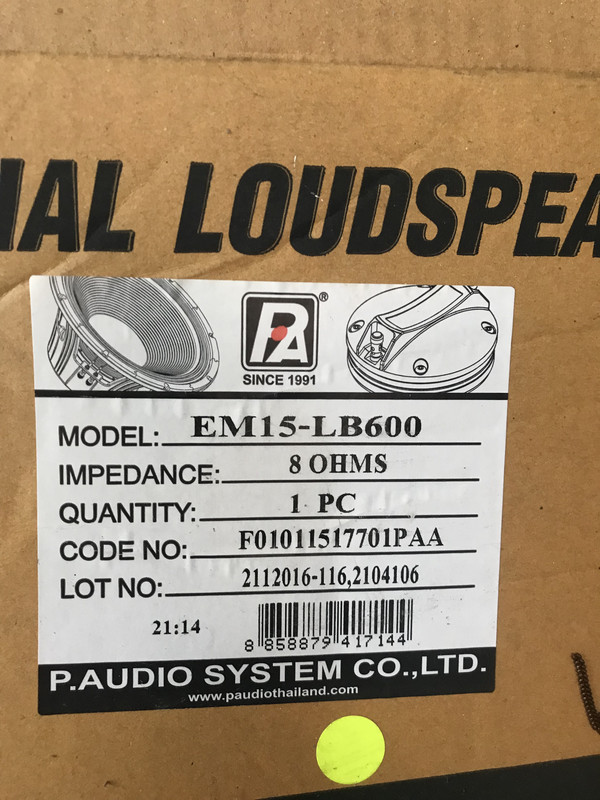 NAL LOUDSPEA
PA®
SINCE 1991
MODEL: EM15-LB600
IMPEDANCE: 8 OHMS
QUANTITY: 1 PC
CODE NO: F01011517701PAA
LOT NO: 2112016-116,2104106
21:14
8 858879 417144
P.AUDIO SYSTEM CO.,LTD.
www.paudiothailand.com